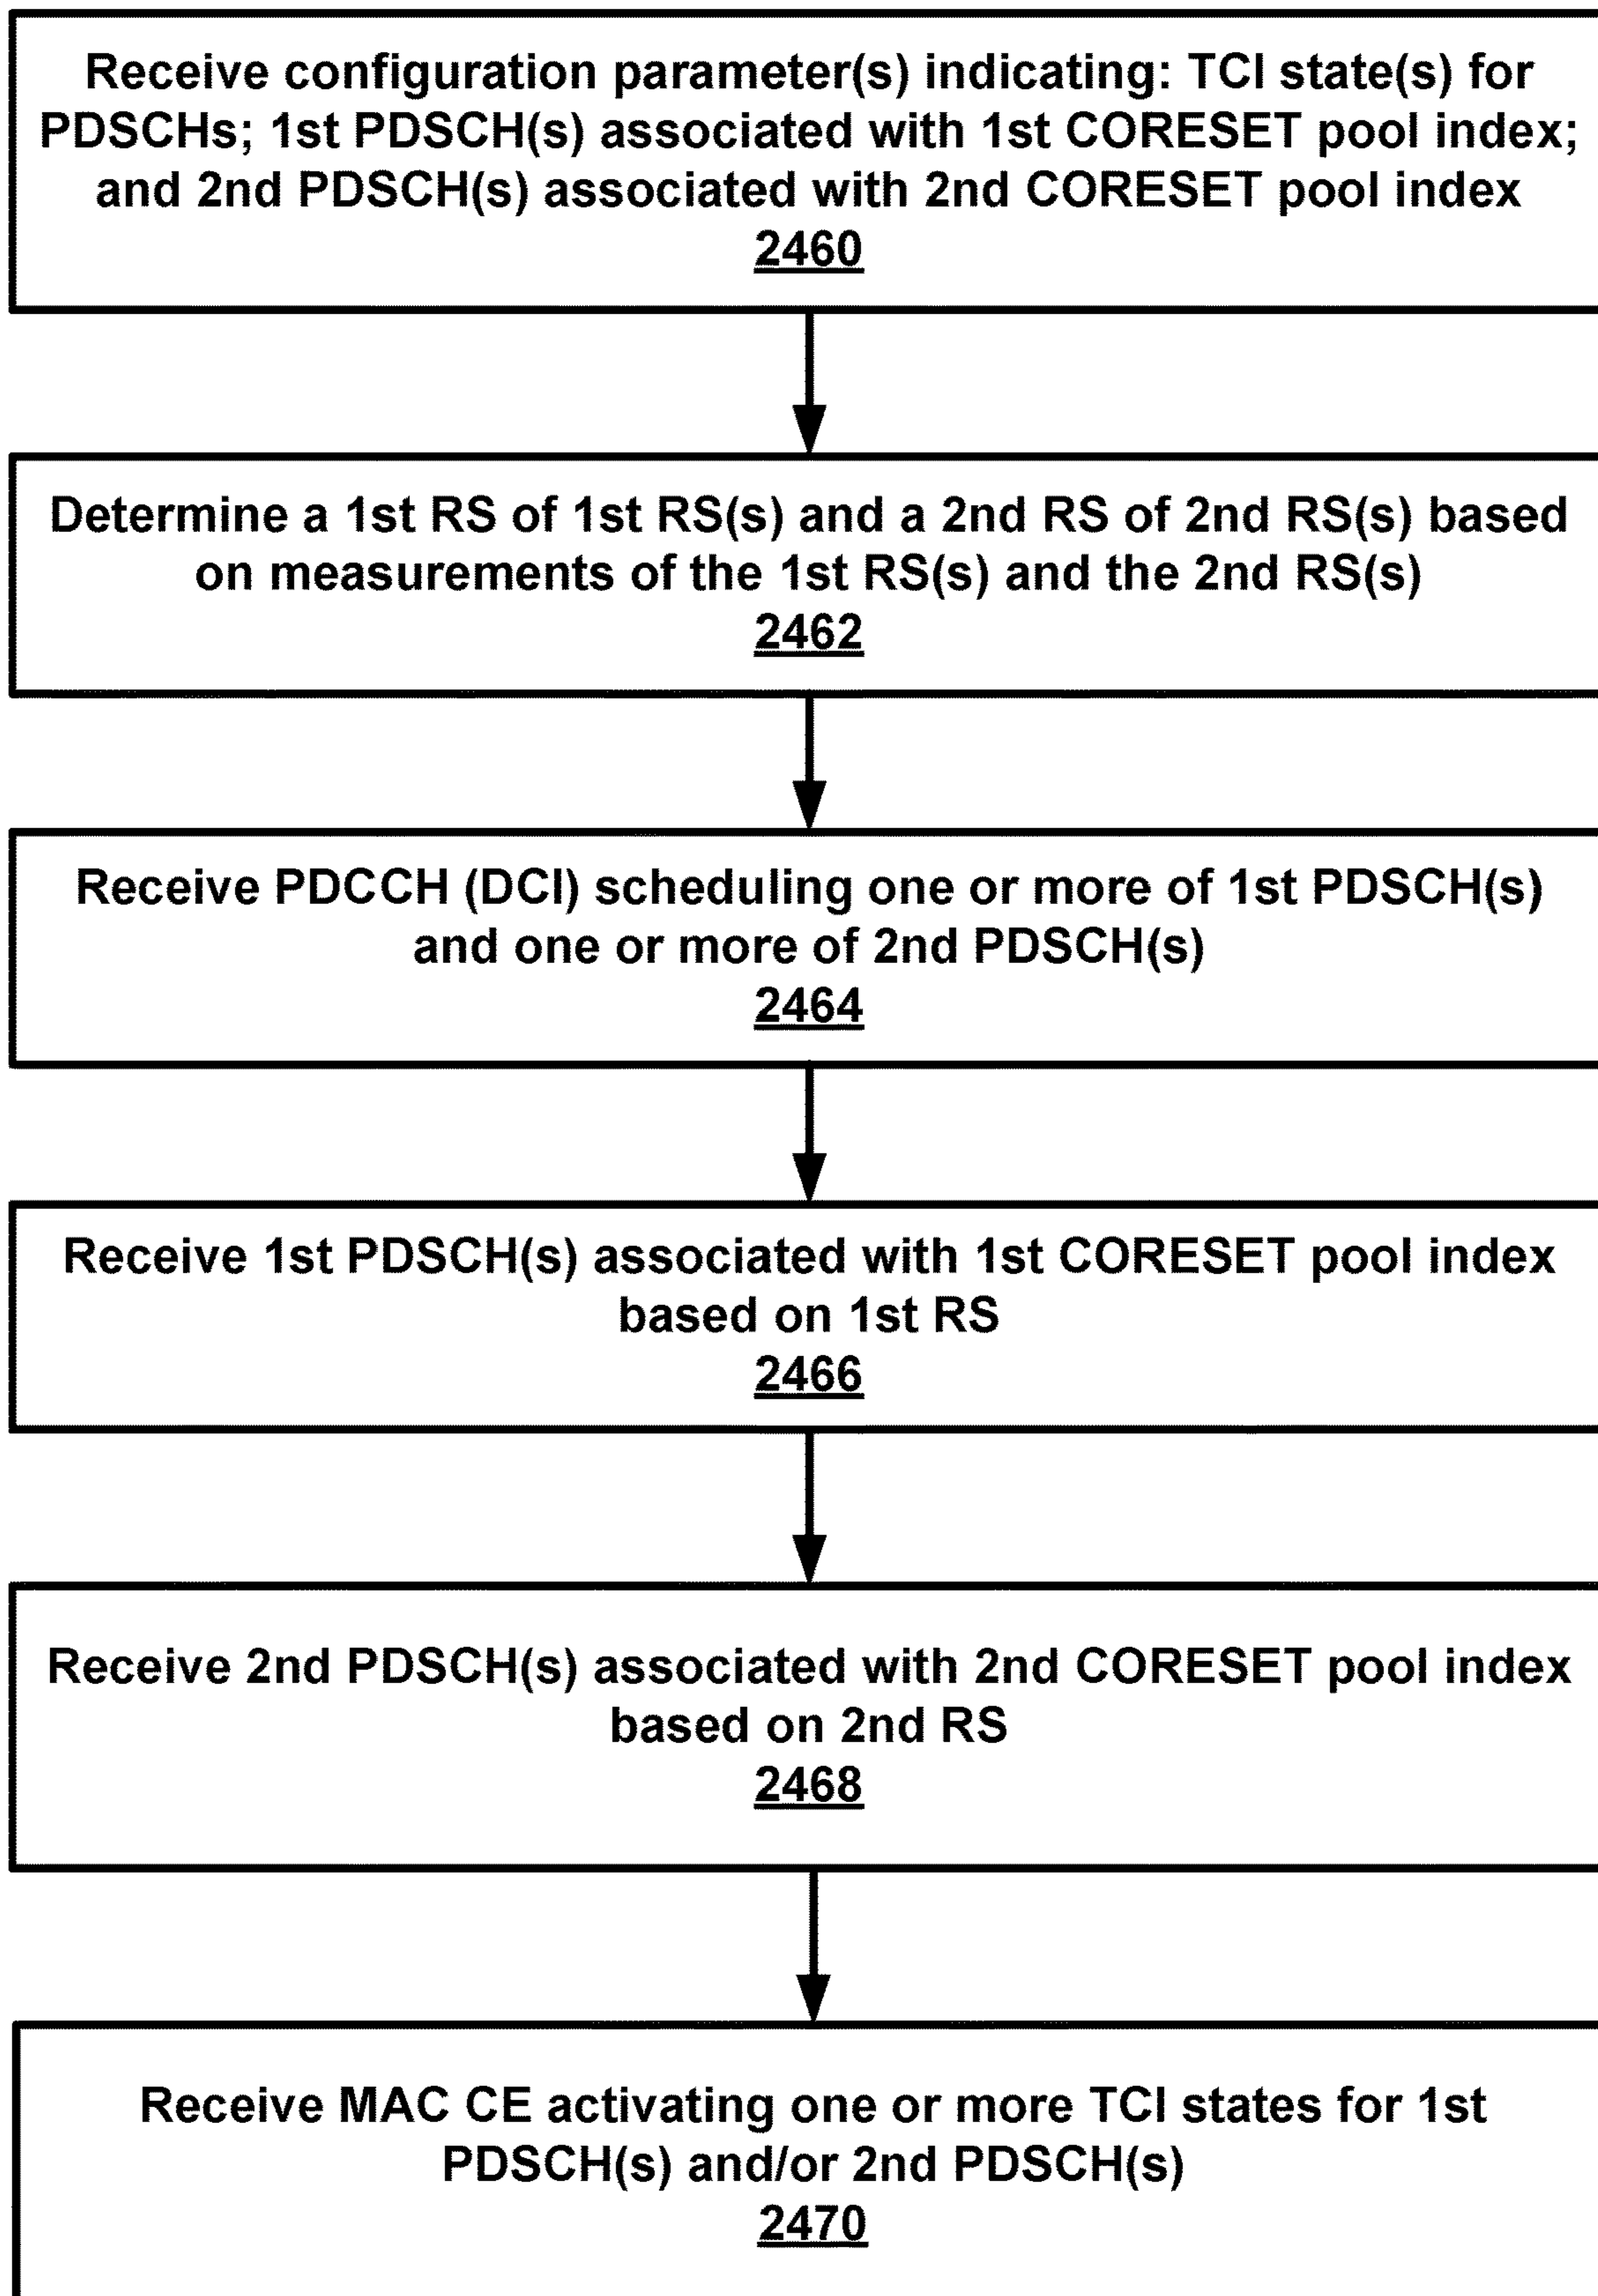 Receive configuration parameter(s) indicating: TCI state(s) for
PDSCHs; 1st PDSCH(s) associated with 1st CORESET pool index;
and 2nd PDSCH(s) associated with 2nd CORESET pool index
2460
Determine a 1st RS of 1st RS(s) and a 2nd RS of 2nd RS(s) based
on measurements of the 1st RS(s) and the 2nd RS(s)
2462
Receive PDCCH (DCI) scheduling one or more of 1st PDSCH(s)
and one or more of 2nd PDSCH(s)
2464
Receive 1st PDSCH(s) associated with 1st CORESET pool index
based on 1st RS
2466
Receive 2nd PDSCH(s) associated with 2nd CORESET pool index
based on 2nd RS
2468
Receive MAC CE activating one or more TCI states for 1st
PDSCH(s) and/or 2nd PDSCH(s)
2470